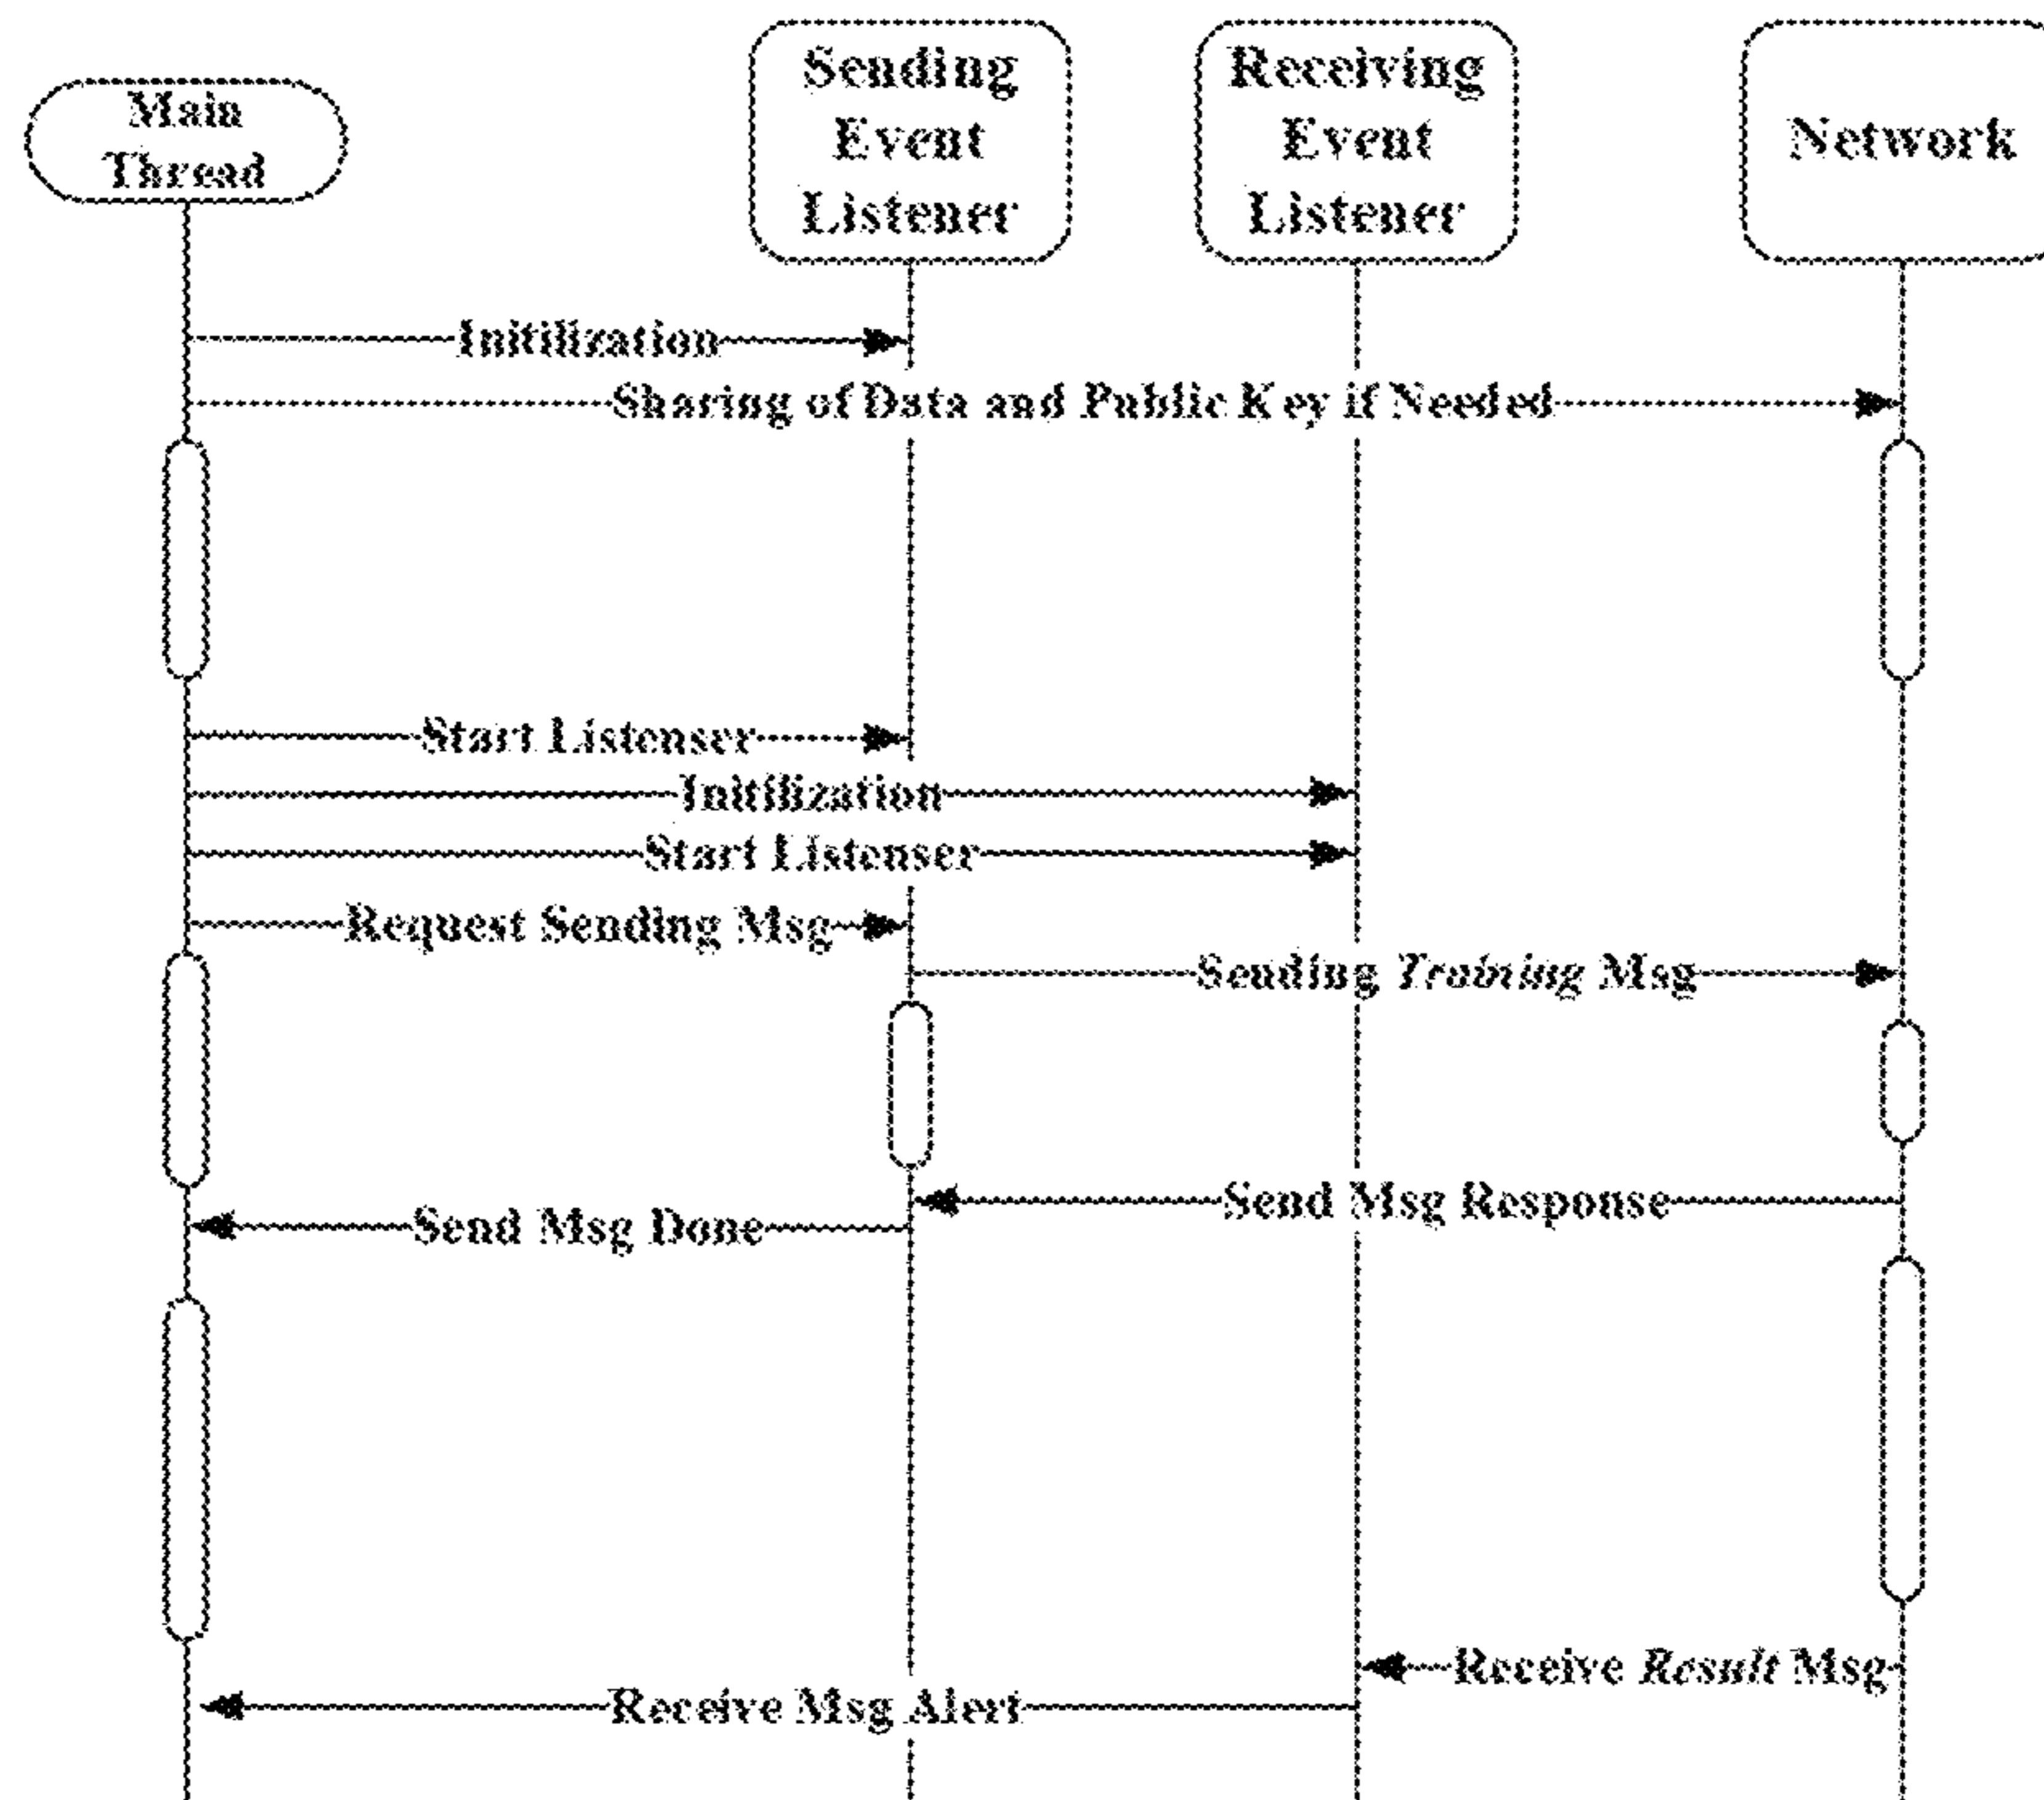 Main
Thread
Sending
Event
Listener
Receiving
Event
Listener
Network
Initilization
Sharing of Data and Public Key if Needed
Start Listenser
Initilization
Start Listenser
Request Sending Msg
Sending Training Msg
Send Msg Response
Send Msg Done
Receive Result Msg
Receive Msg Alert